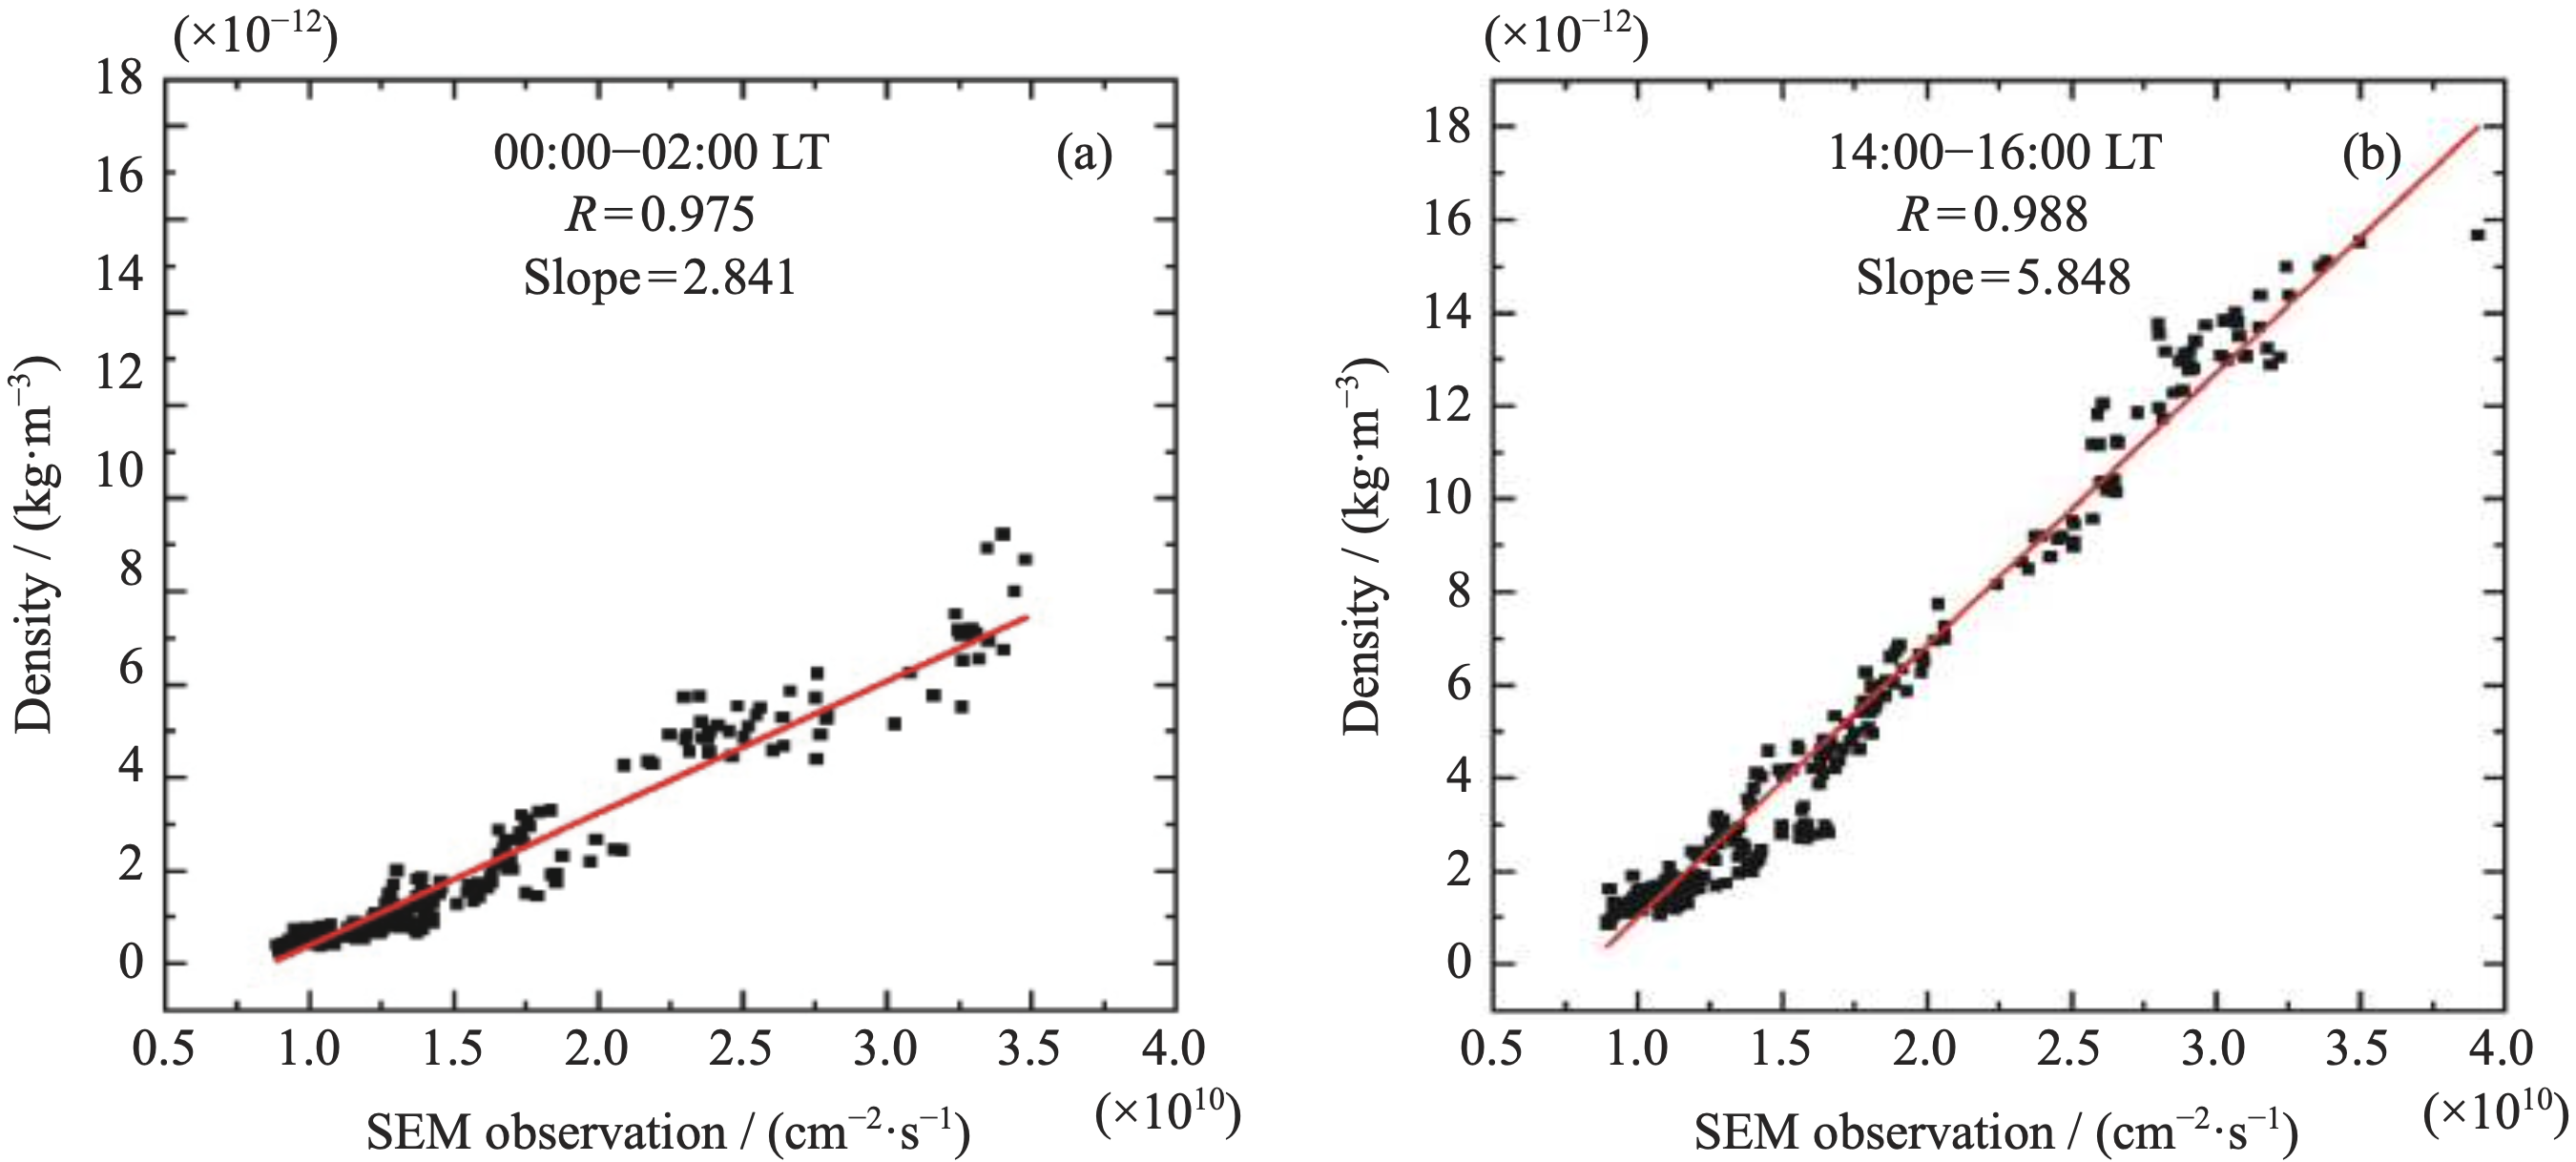 (×10⁻¹²)
18
16
14
12
10
8
6
4
2
0
Density / (kg·m⁻³)
00:00−02:00 LT
(a)
R=0.975
Slope=2.841
0.5 1.0 1.5 2.0 2.5 3.0 3.5 4.0
(×10¹⁰)
SEM observation / (cm⁻²·s⁻¹)
(×10⁻¹²)
18
16
14
12
10
8
6
4
2
0
Density / (kg·m⁻³)
14:00−16:00 LT
(b)
R=0.988
Slope=5.848
0.5 1.0 1.5 2.0 2.5 3.0 3.5 4.0
(×10¹⁰)
SEM observation / (cm⁻²·s⁻¹)